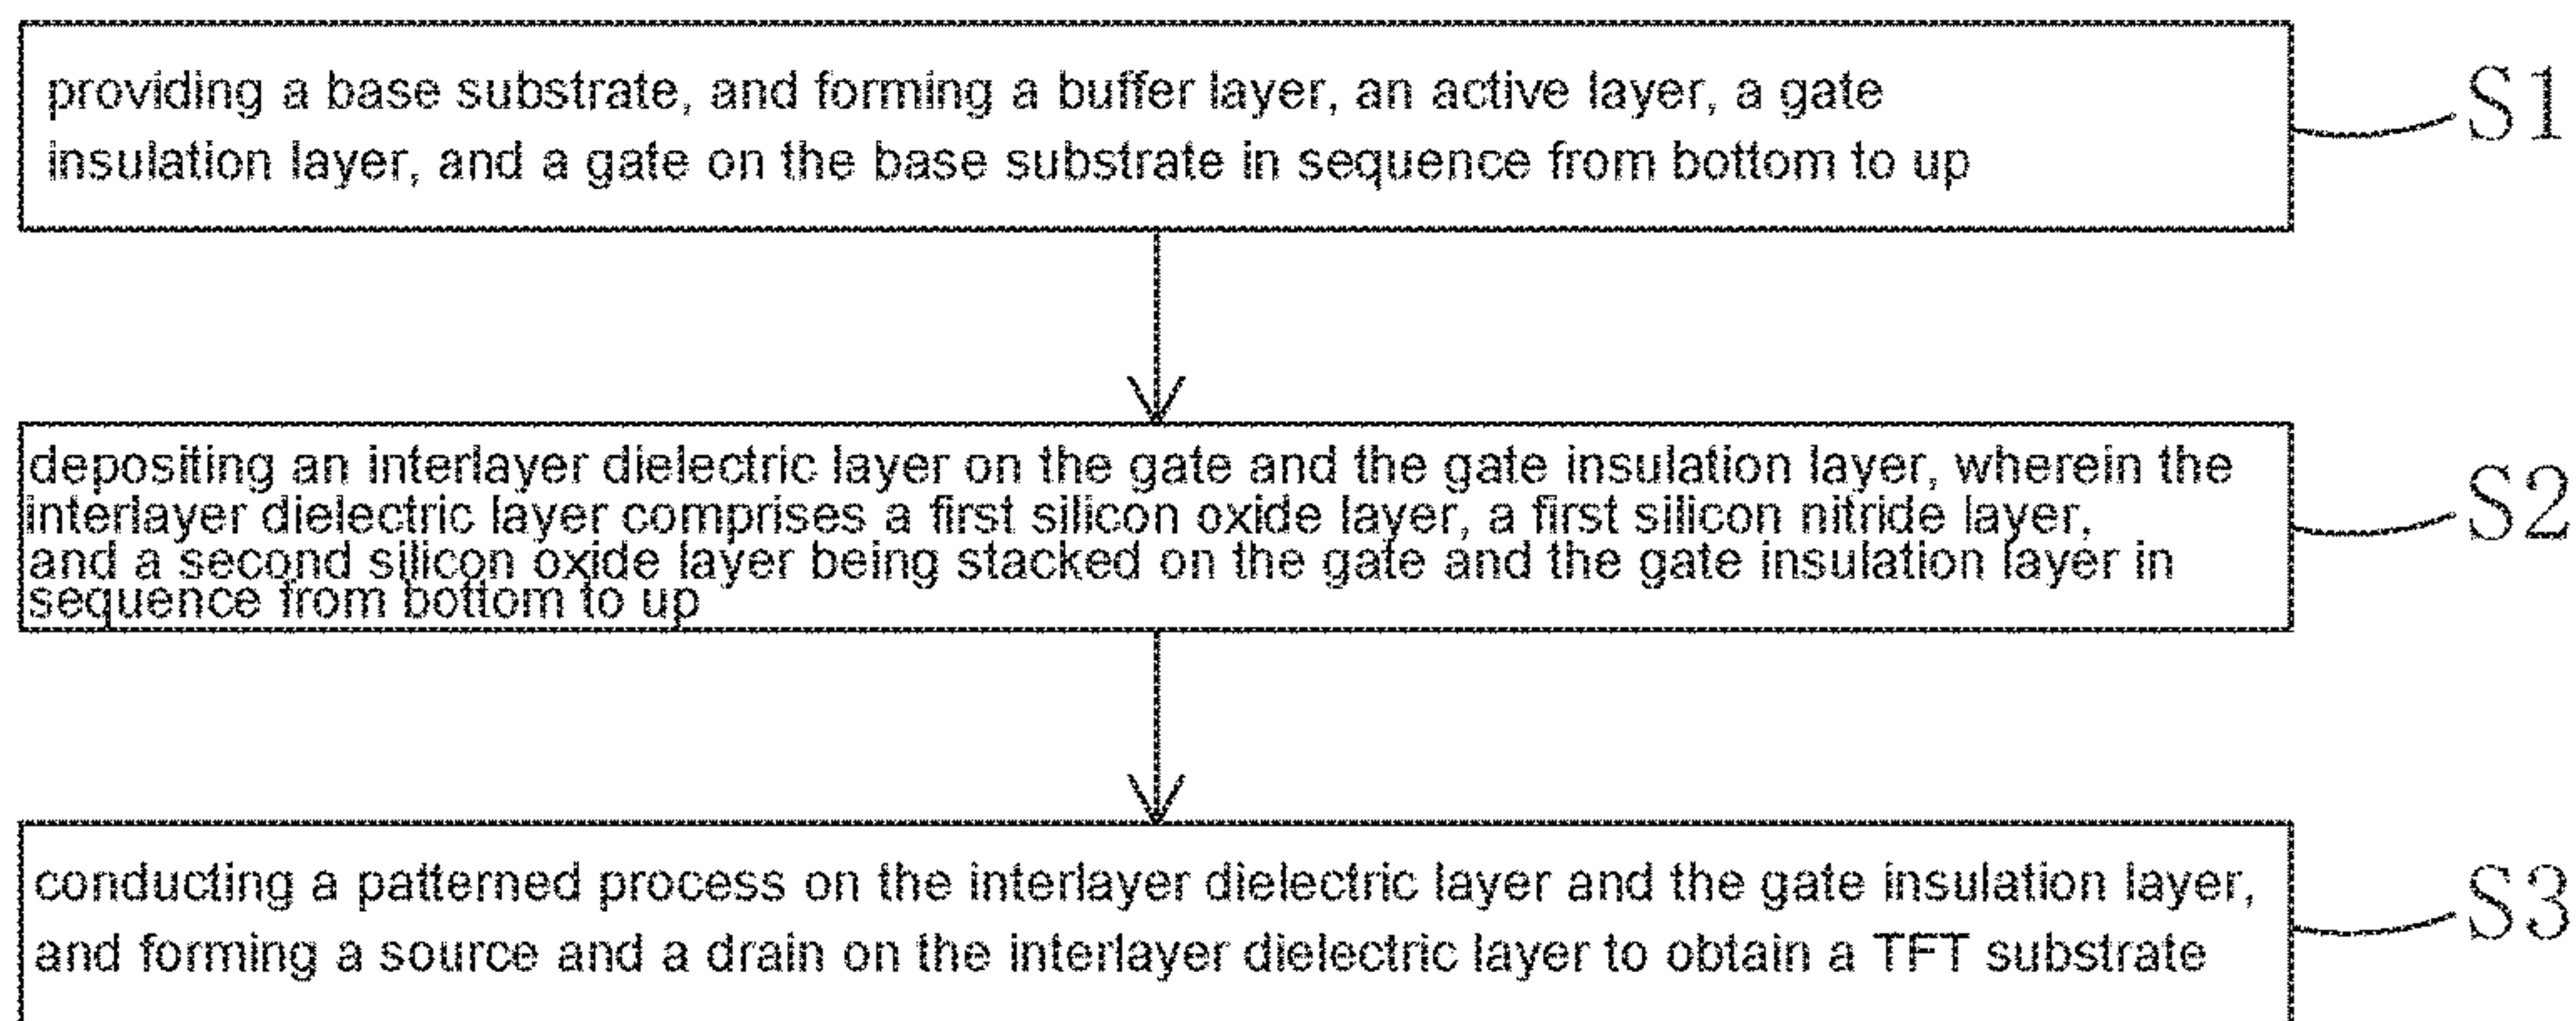 providing a base substrate, and forming a buffer layer, an active layer, a gate
insulation layer, and a gate on the base substrate in sequence from bottom to up
S1
depositing an interlayer dielectric layer on the gate and the gate insulation layer, wherein the
interlayer dielectric layer comprises a first silicon oxide layer, a first silicon nitride layer,
and a second silicon oxide layer being stacked on the gate and the gate insulation layer in
sequence from bottom to up
S2
conducting a patterned process on the interlayer dielectric layer and the gate insulation layer,
and forming a source and a drain on the interlayer dielectric layer to obtain a TFT substrate
S3